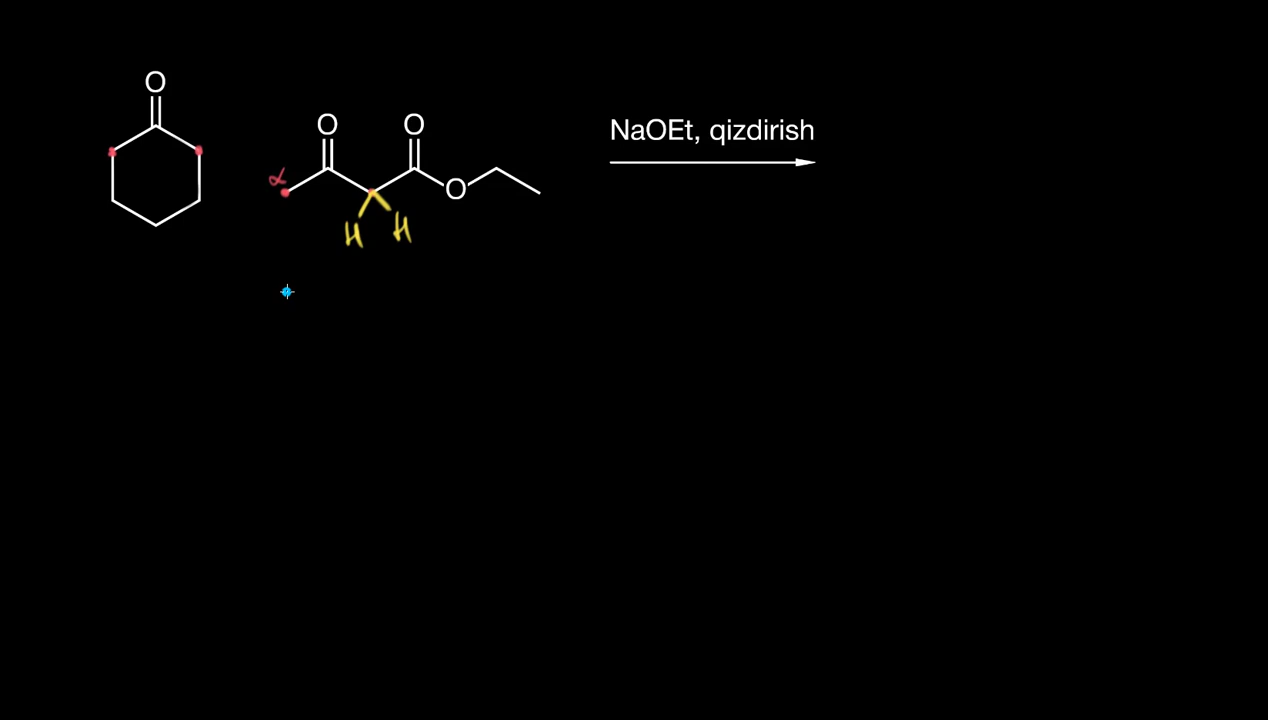 O
O O
NaOEt, qizdirish
α
O
H H